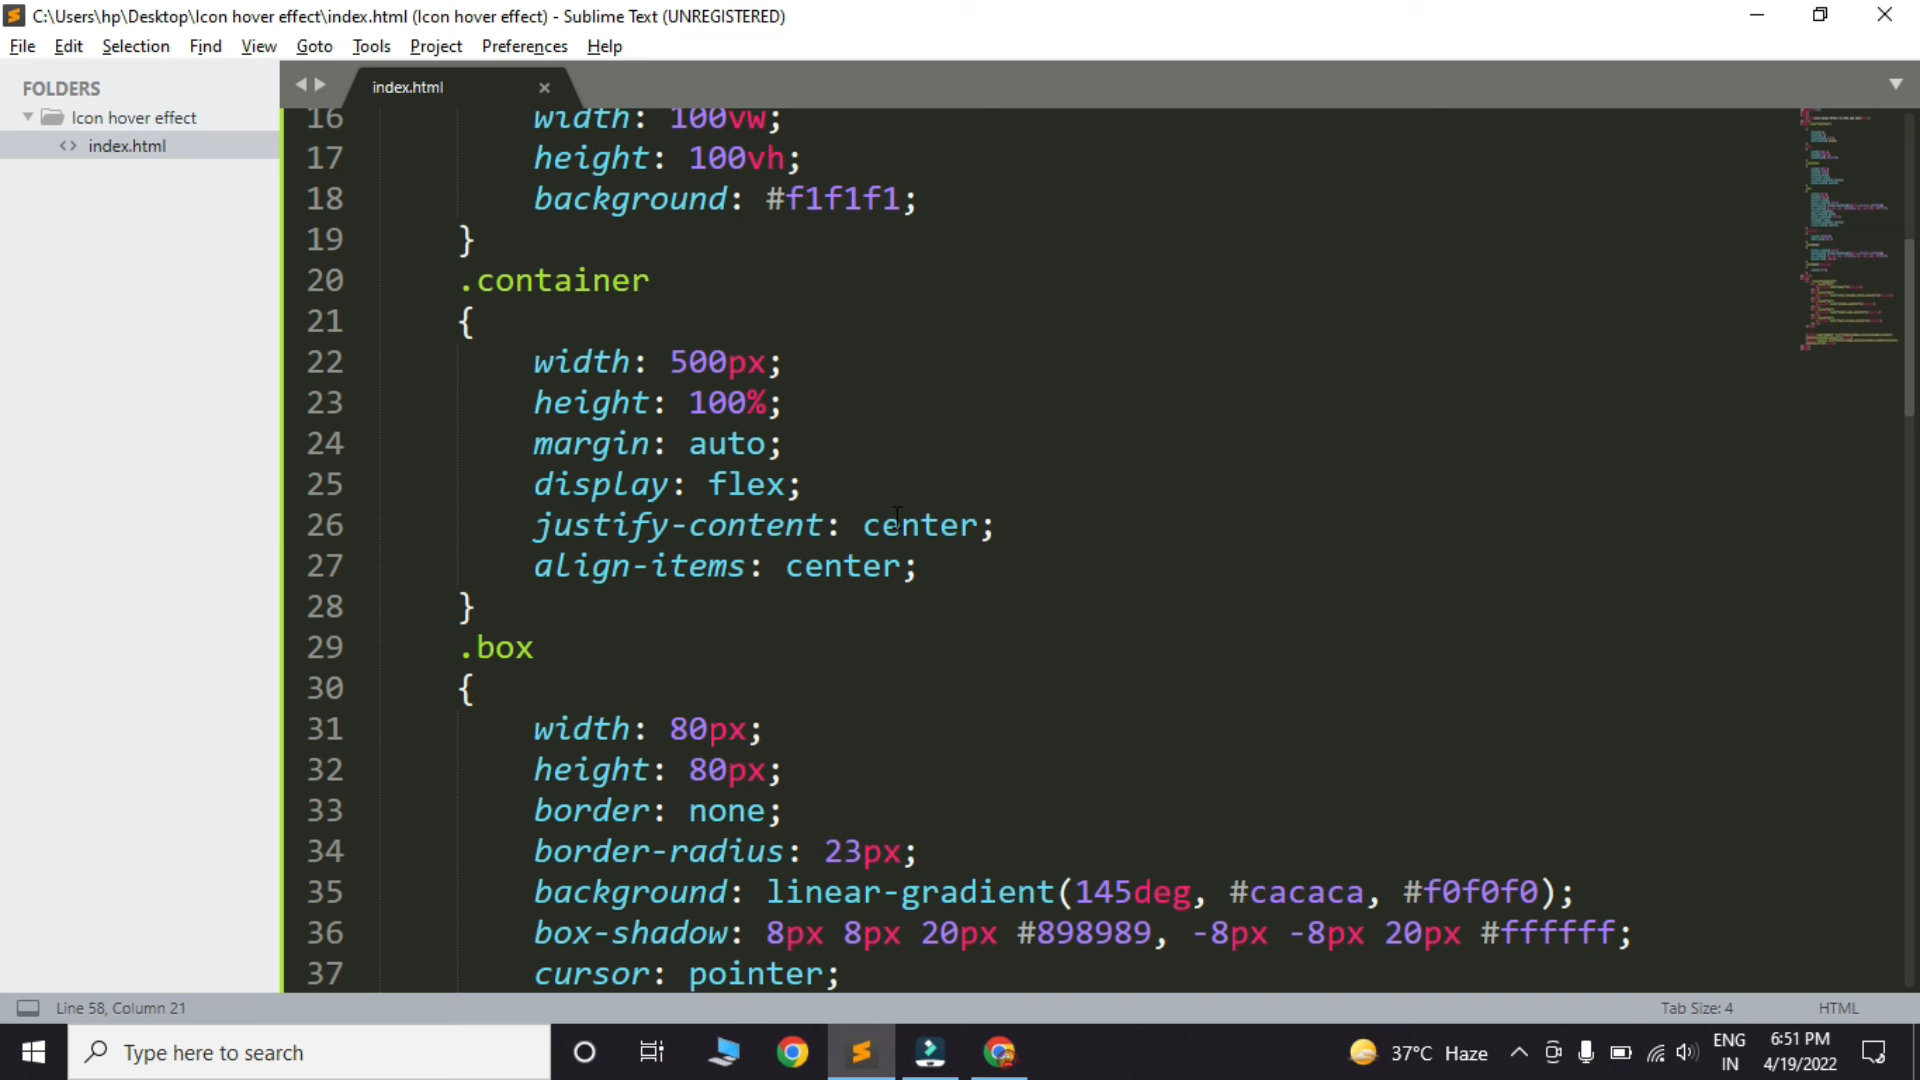 C:\Users\hp\Desktop\Icon hover effect\index.html (Icon hover effect) - Sublime Text (UNREGISTERED)
File Edit Selection Find View Goto Tools Project Preferences Help
FOLDERS
Icon hover effect
<> index.html
index.html
16 width: 100vw;
17 height: 100vh;
18 background: #f1f1f1;
19 }
20 .container
21 {
22 width: 500px;
23 height: 100%;
24 margin: auto;
25 display: flex;
26 justify-content: center;
27 align-items: center;
28 }
29 .box
30 {
31 width: 80px;
32 height: 80px;
33 border: none;
34 border-radius: 23px;
35 background: linear-gradient(145deg, #cacaca, #f0f0f0);
36 box-shadow: 8px 8px 20px #898989, -8px -8px 20px #ffffff;
37 cursor: pointer;
Line 58, Column 21
Tab Size: 4
HTML
Type here to search
37°C Haze
ENG
IN
6:51 PM
4/19/2022